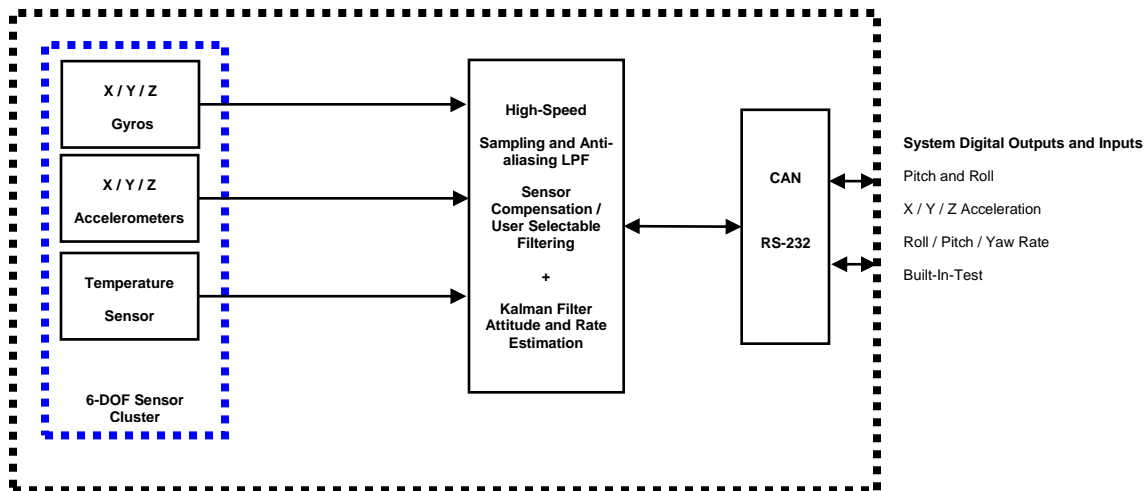 X / Y / Z
Gyros
X / Y / Z
Accelerometers
Temperature
Sensor
6-DOF Sensor
Cluster
High-Speed
Sampling and Anti-
aliasing LPF
Sensor
Compensation /
User Selectable
Filtering
+
Kalman Filter
Attitude and Rate
Estimation
CAN
RS-232
System Digital Outputs and Inputs
Pitch and Roll
X / Y / Z Acceleration
Roll / Pitch / Yaw Rate
Built-In-Test